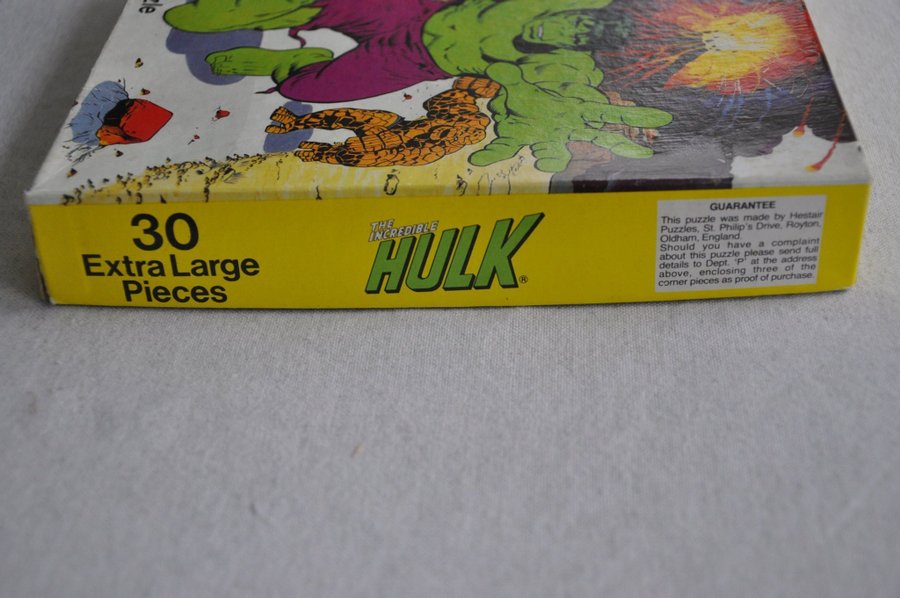 zle
30
Extra Large
Pieces
THE
INCREDIBLE
HULK®
GUARANTEE
This puzzle was made by Hestair
Puzzles, St. Philip's Drive, Royton,
Oldham, England.
Should you have a complaint
about this puzzle please send full
details to Dept. 'P' at the address
above, enclosing three of the
corner pieces as proof of purchase.